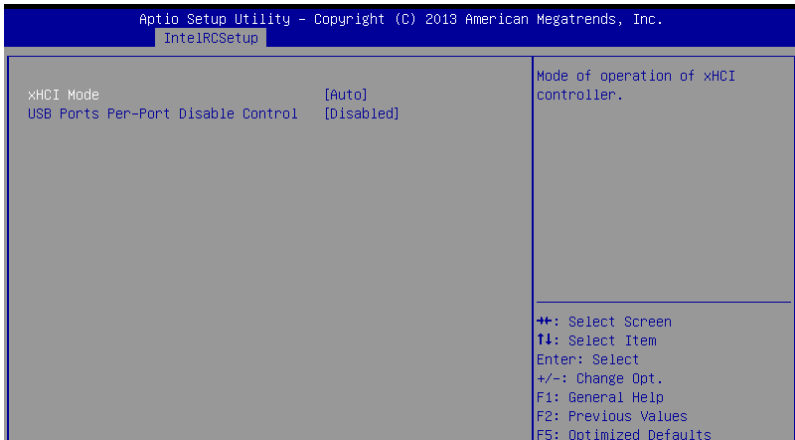 Aptio Setup Utility – Copyright (C) 2013 American Megatrends, Inc.
IntelRCSetup
xHCI Mode [Auto]
USB Ports Per-Port Disable Control [Disabled]
Mode of operation of xHCI
controller.
→←: Select Screen
↑↓: Select Item
Enter: Select
+/-: Change Opt.
F1: General Help
F2: Previous Values
F5: Optimized Defaults